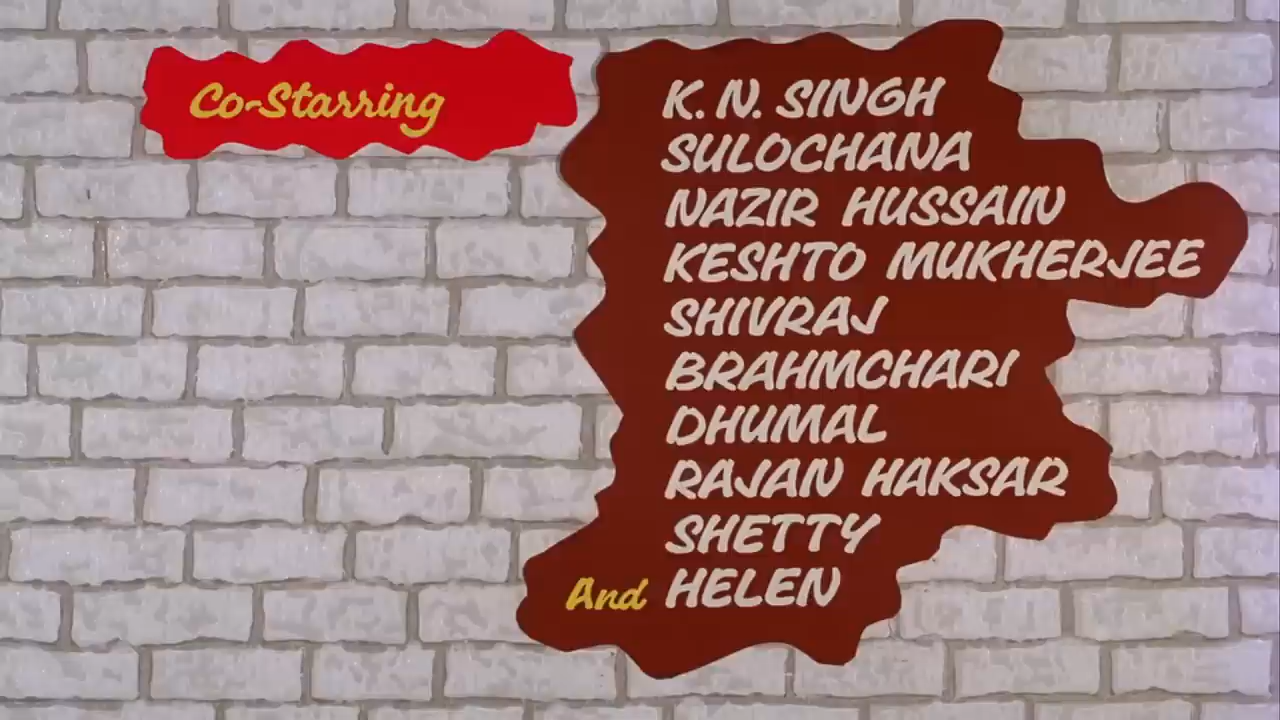 Co-Starring
K. N. SINGH
SULOCHANA
NAZIR HUSSAIN
KESHTO MUKHERJEE
SHIVRAJ
BRAHMCHARI
DHUMAL
RAJAN HAKSAR
SHETTY
And HELEN